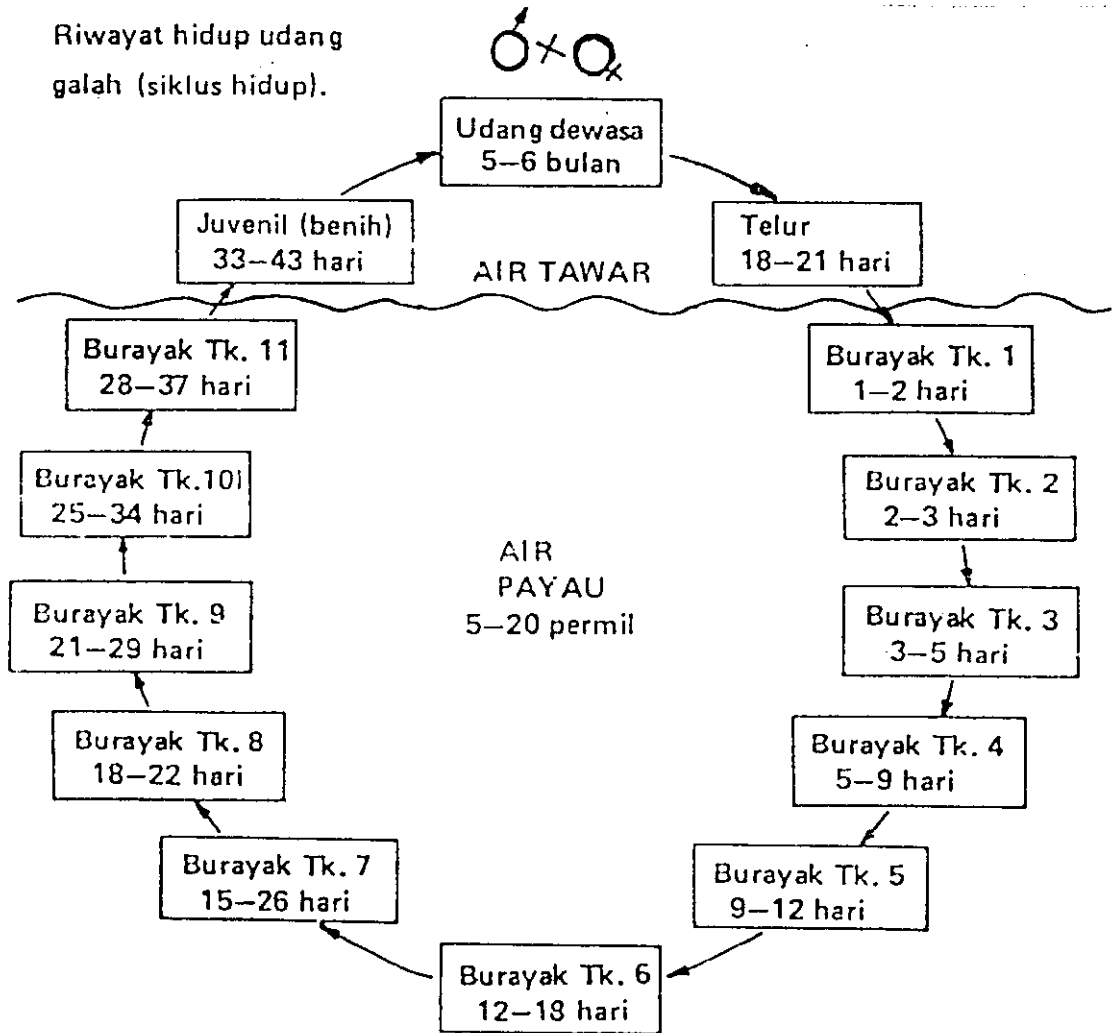 Riwayat hidup udang
galah (siklus hidup).
Udang dewasa
5–6 bulan
Telur
18–21 hari
Juvenil (benih)
33–43 hari
AIR TAWAR
Burayak Tk. 1
1–2 hari
Burayak Tk. 2
2–3 hari
Burayak Tk. 3
3–5 hari
Burayak Tk. 4
5–9 hari
Burayak Tk. 5
9–12 hari
Burayak Tk. 6
12–18 hari
Burayak Tk. 7
15–26 hari
Burayak Tk. 8
18–22 hari
Burayak Tk. 9
21–29 hari
Burayak Tk.10
25–34 hari
Burayak Tk. 11
28–37 hari
AIR
PAYAU
5–20 permil